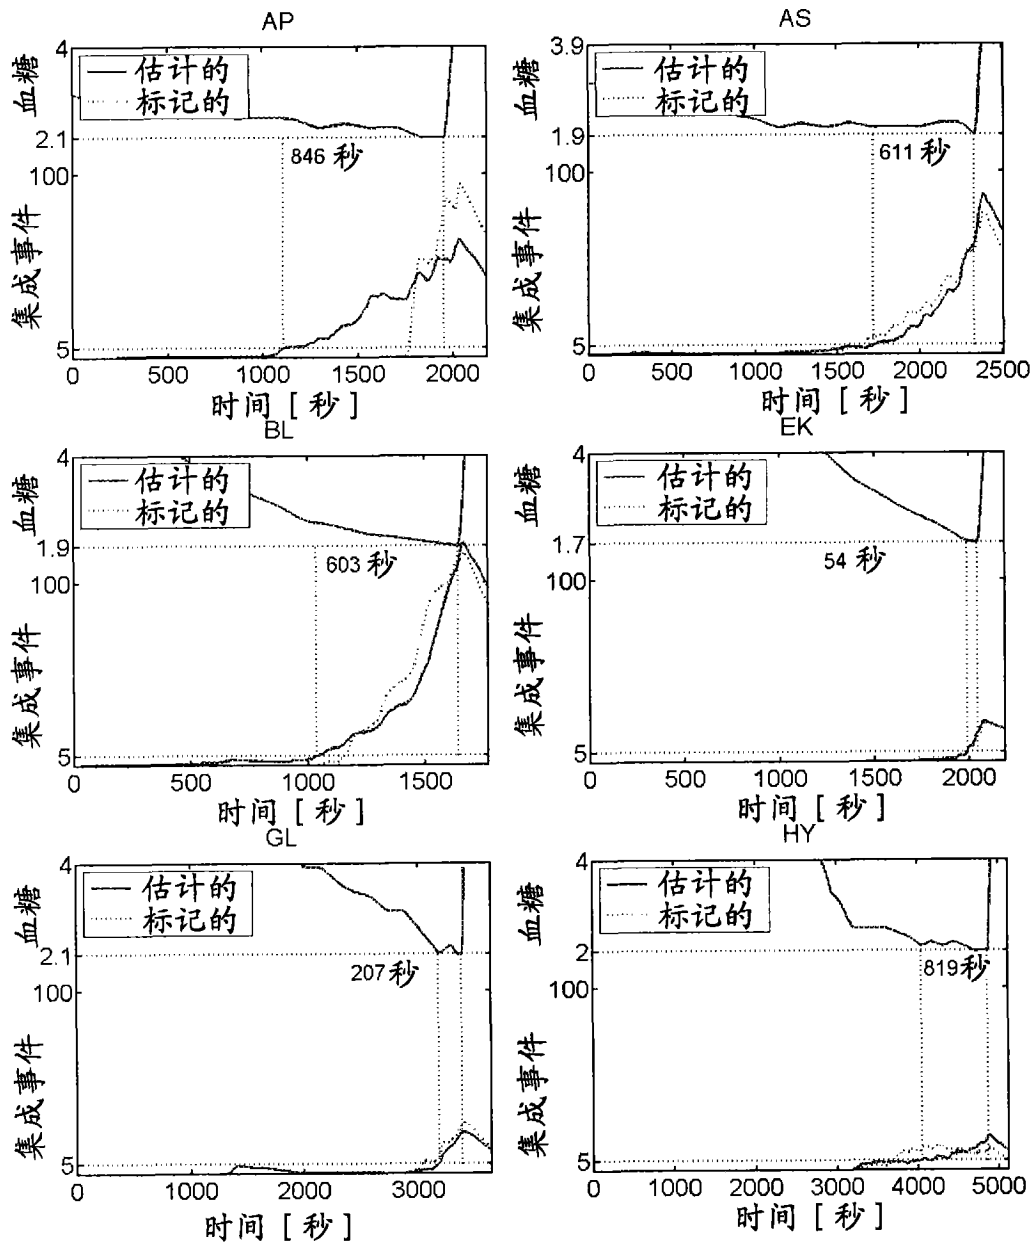 AP
血糖
4
2.1
估计的
标记的
846 秒
集成事件
100
5
0 500 1000 1500 2000
时间 [ 秒 ]
AS
血糖
3.9
1.9
估计的
标记的
611 秒
集成事件
100
5
0 500 1000 1500 2000 2500
时间 [ 秒 ]
BL
血糖
4
1.9
估计的
标记的
603 秒
集成事件
100
5
0 500 1000 1500
时间 [ 秒 ]
EK
血糖
4
1.7
估计的
标记的
54 秒
集成事件
100
5
0 500 1000 1500 2000
时间 [ 秒 ]
GL
血糖
4
2.1
估计的
标记的
207 秒
集成事件
100
5
0 1000 2000 3000
时间 [ 秒 ]
HY
血糖
4
2
估计的
标记的
819 秒
集成事件
100
5
0 1000 2000 3000 4000 5000
时间 [ 秒 ]